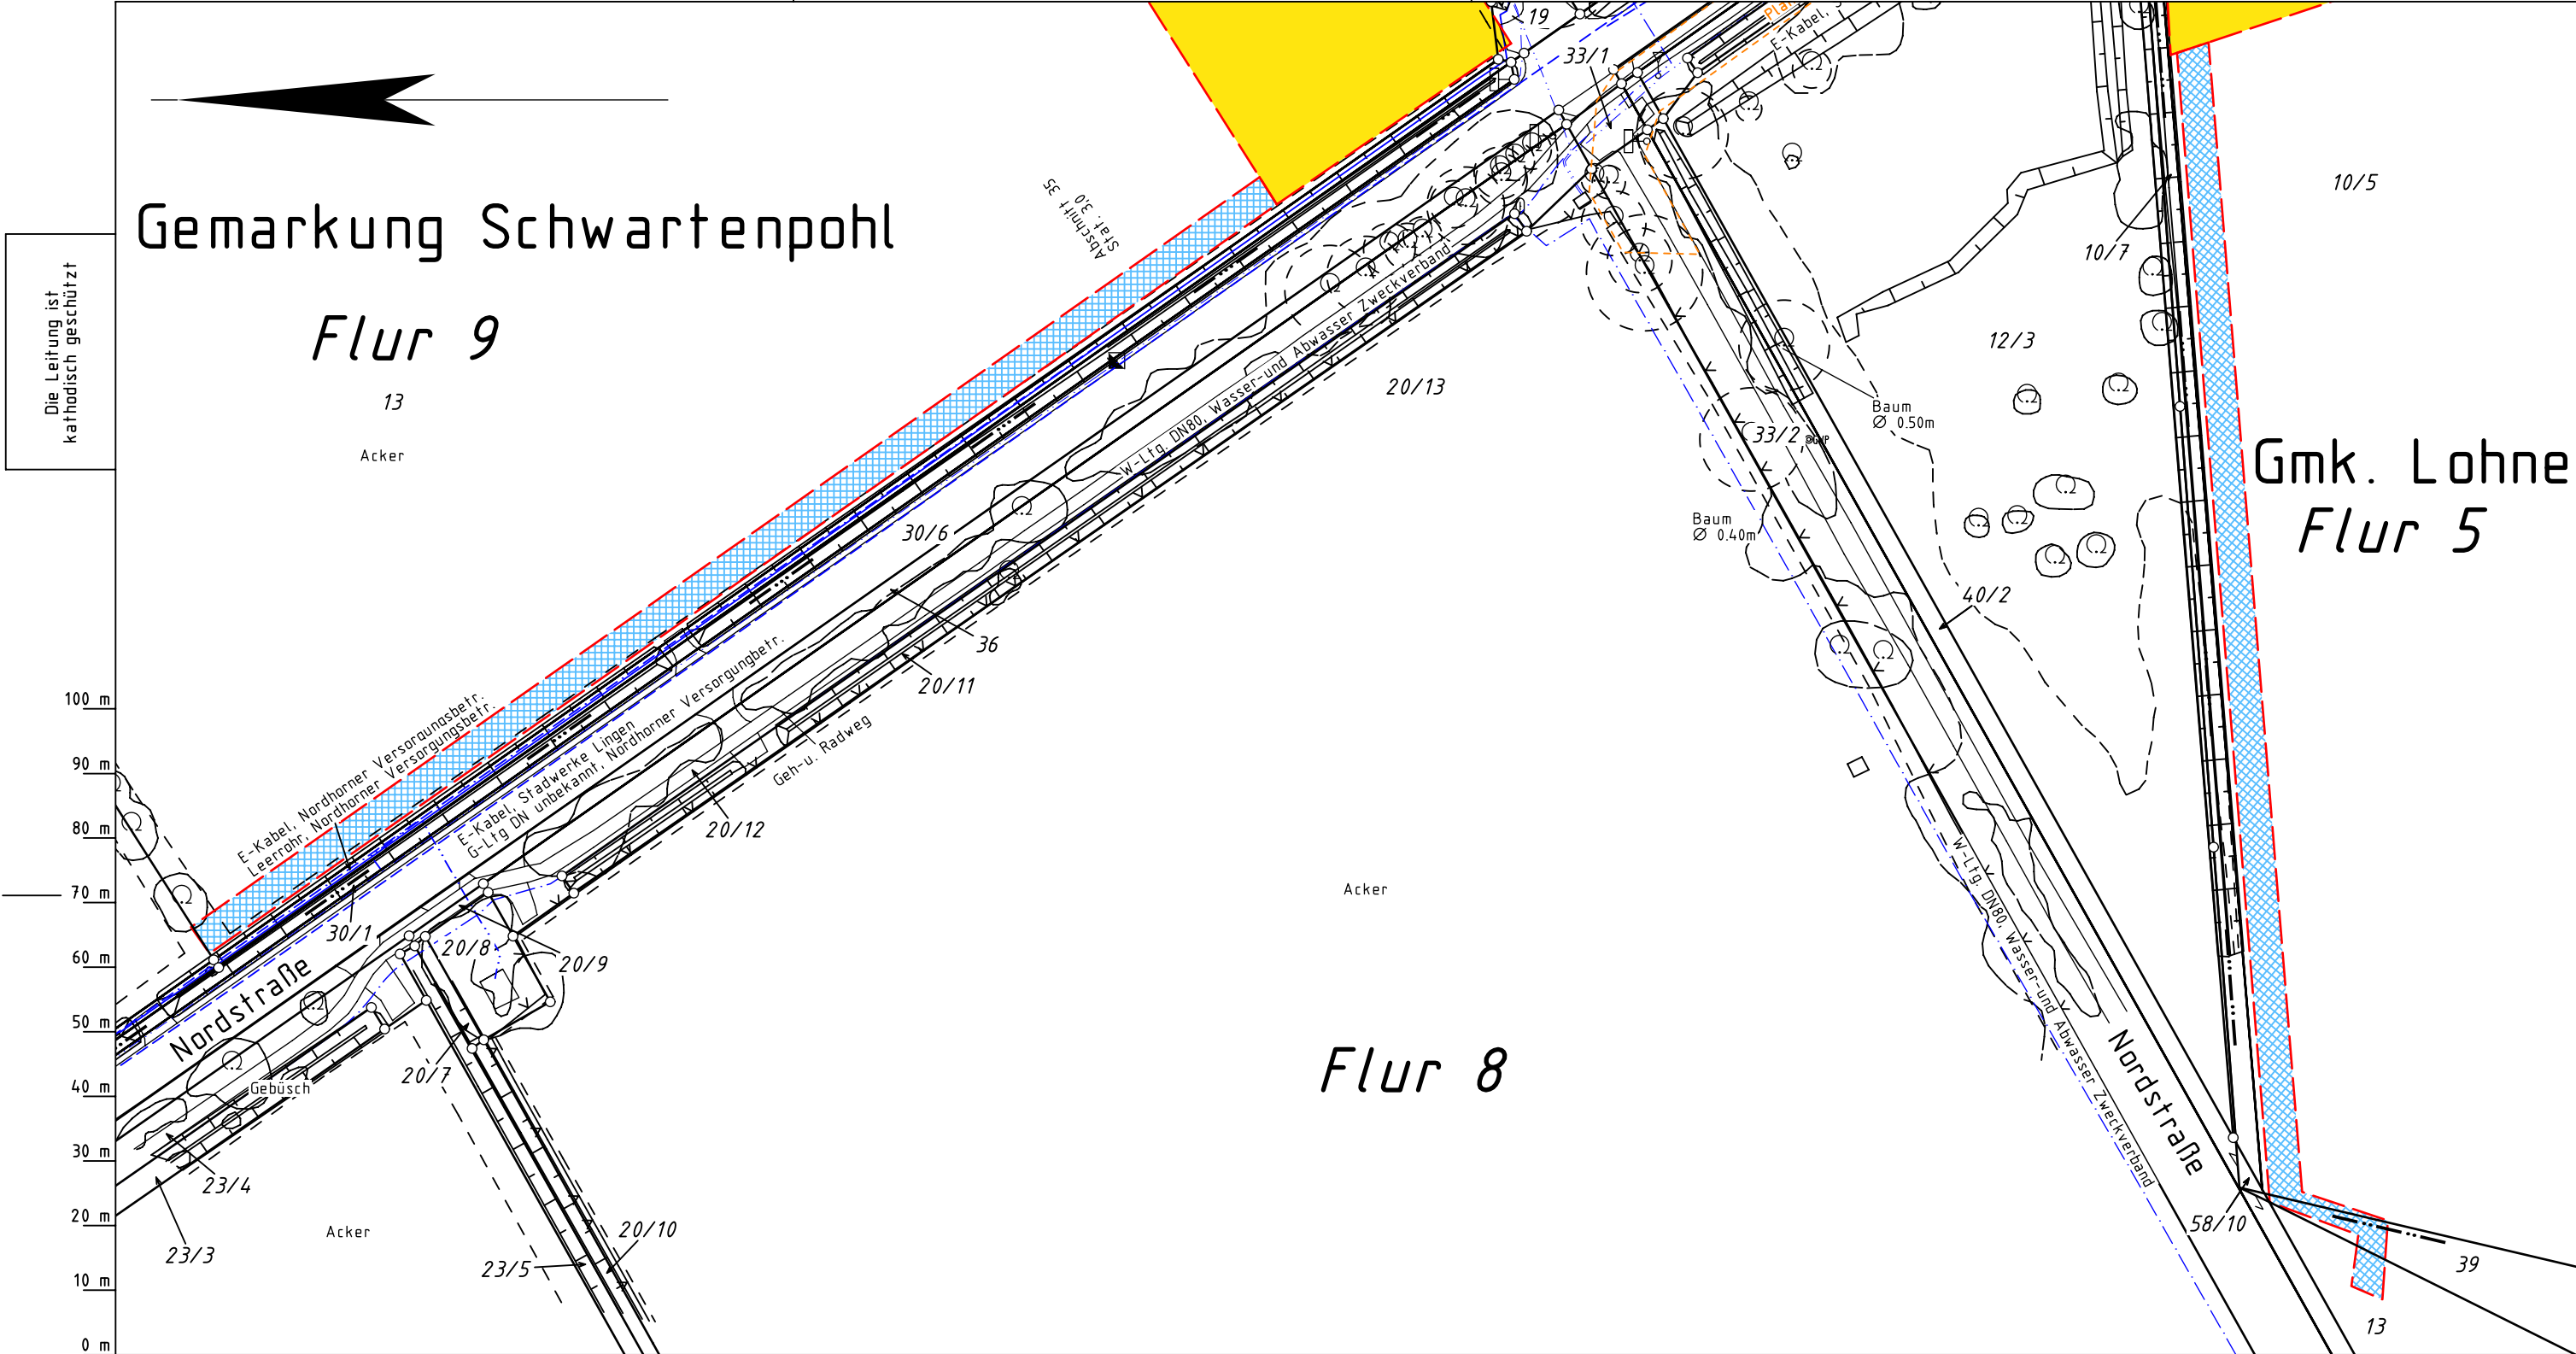 19
33/1
E-Kabel,
10/5
Abschnitt 35
Stat. 3.0
Gemarkung Schwartenpohl
10/7
Die Leitung ist
kathodisch geschützt
Flur 9
12/3
13
20/13
Baum
Ø 0.50m
W-Ltg. DN80, Wasser-und Abwasser Zweckverband
33/2
Acker
Gmk. Lohne
Flur 5
30/6
Baum
Ø 0.40m
40/2
36
20/11
100 m
90 m
80 m
70 m
60 m
50 m
40 m
30 m
20 m
10 m
0 m
E-Kabel, Nordhorner Versorgungsbetr.
Leerrohr, Nordhorner Versorgungsbetr.
E-Kabel, Stadwerke Lingen
G-Ltg DN unbekannt, Nordhorner Versorgungbetr.
Geh-u. Radweg
20/12
Acker
W-Ltg. DN80, Wasser-und Abwasser Zweckverband
30/1
20/8
20/9
Nordstraße
20/7
Gebüsch
Flur 8
Nordstraße
23/4
23/3
Acker
20/10
23/5
58/10
39
13